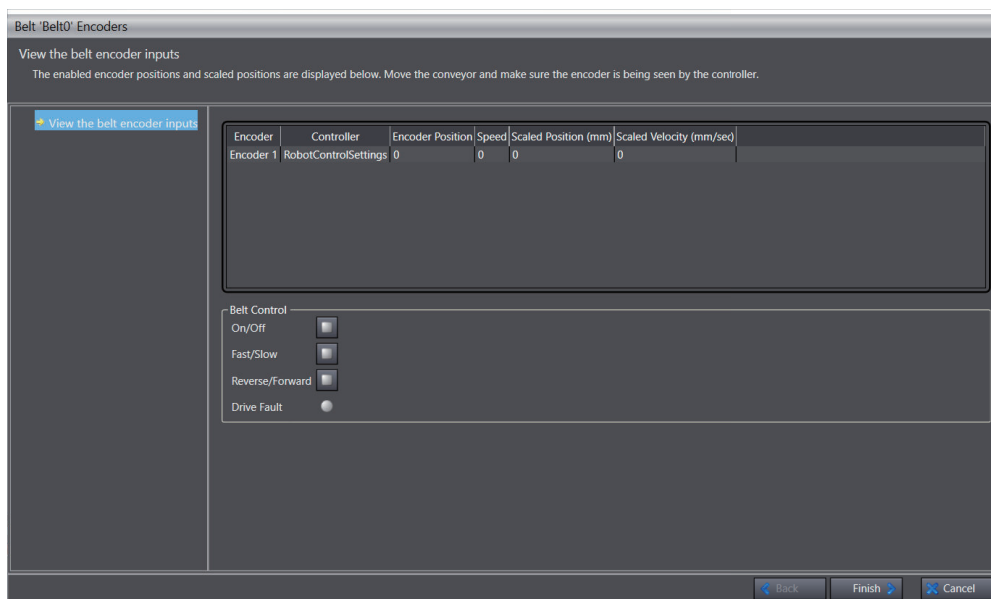 Belt 'Belt0' Encoders
View the belt encoder inputs
The enabled encoder positions and scaled positions are displayed below. Move the conveyor and make sure the encoder is being seen by the controller.
View the belt encoder inputs
Encoder Controller Encoder Position Speed Scaled Position (mm) Scaled Velocity (mm/sec)
Encoder 1 RobotControlSettings 0 0 0 0
Belt Control
On/Off
Fast/Slow
Reverse/Forward
Drive Fault
Back Finish Cancel